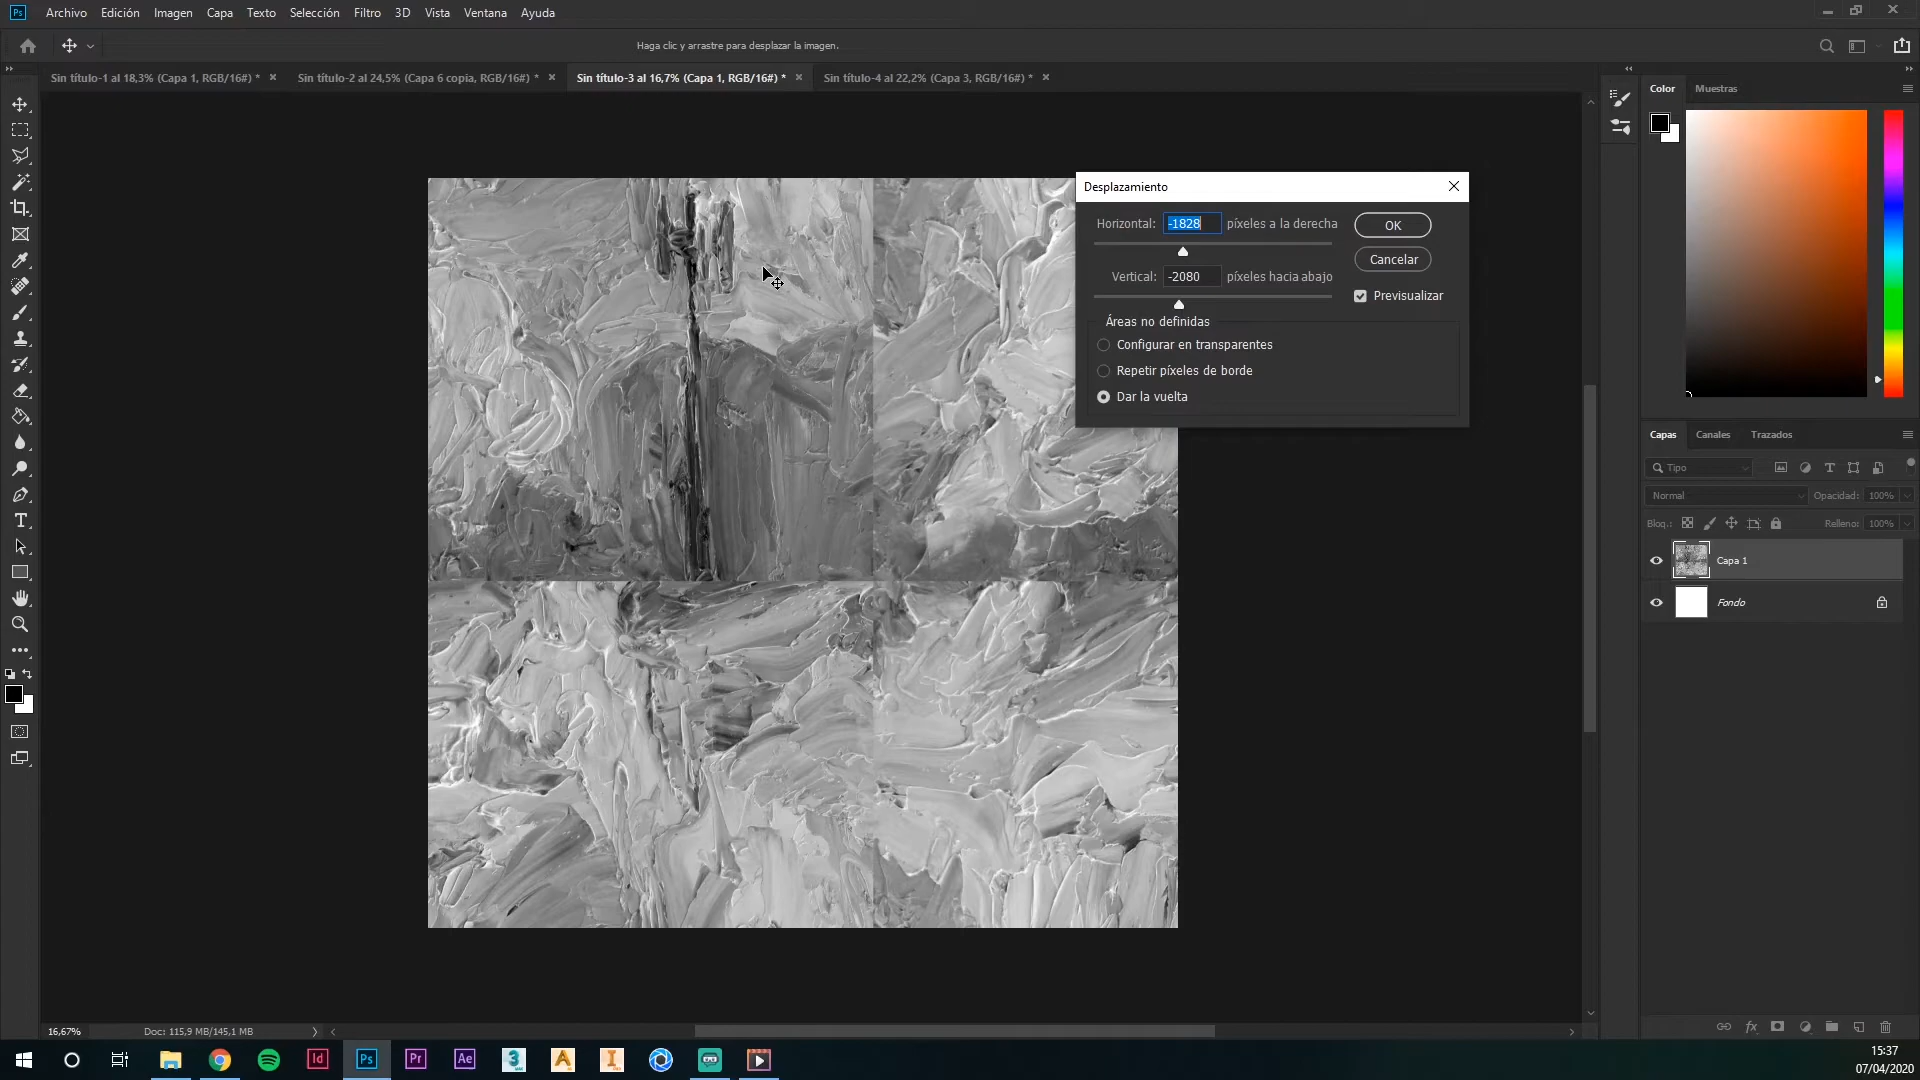 Ps Archivo Edición Imagen Capa Texto Selección Filtro 3D Vista Ventana Ayuda
Haga clic y arrastre para desplazar la imagen.
Sin título-1 al 18,3% (Capa 1, RGB/16#) * × Sin título-2 al 24,5% (Capa 6 copia, RGB/16#) * × Sin título-3 al 16,7% (Capa 1, RGB/16#) * × Sin título-4 al 22,2% (Capa 3, RGB/16#) * ×
Color Muestras
Desplazamiento
Horizontal: -1828 píxeles a la derecha
OK
Vertical: -2080 píxeles hacia abajo
Cancelar
Previsualizar
Áreas no definidas
Configurar en transparentes
Repetir píxeles de borde
Dar la vuelta
Capas Canales Trazados
Tipo
Normal Opacidad: 100%
Bloq.: Relleno: 100%
Capa 1
Fondo
16,67% Doc: 115,9 MB/145,1 MB
Id Ps Pr Ae 3 A I
15:37
07/04/2020